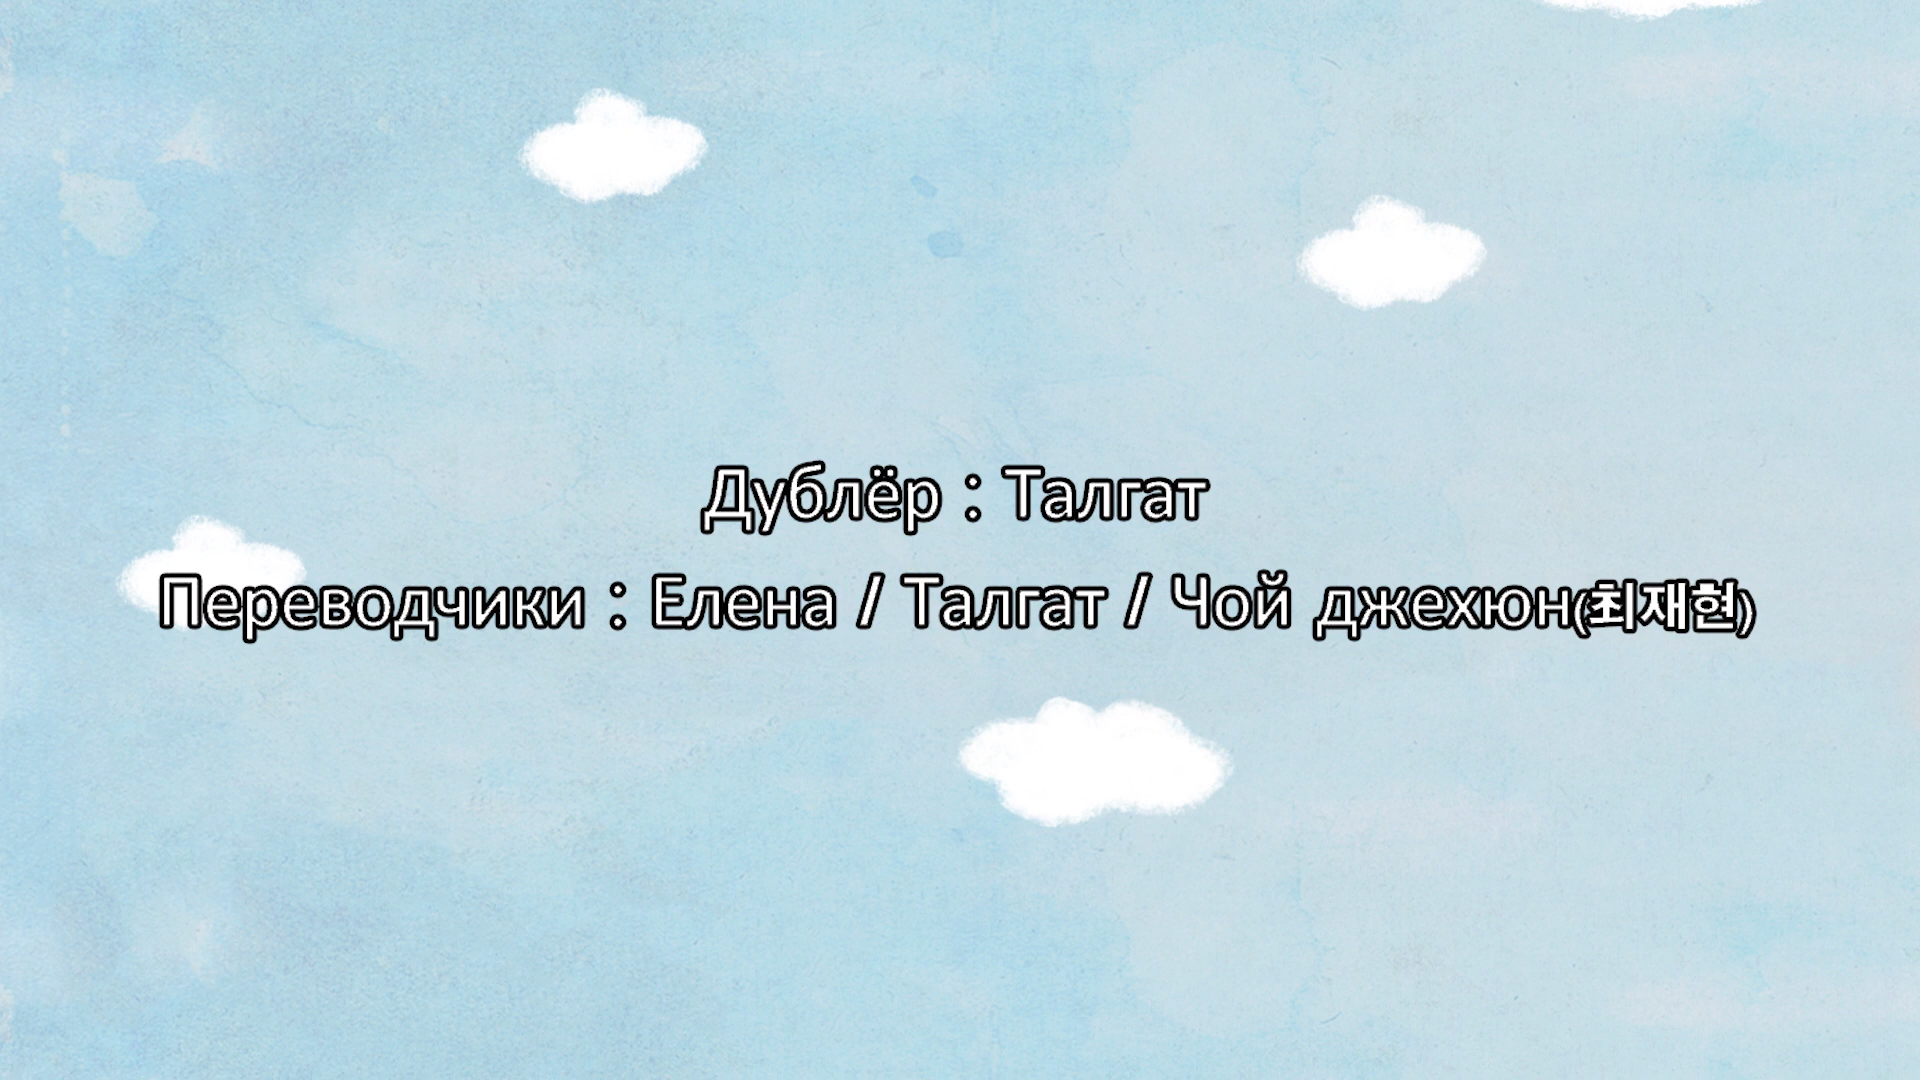 Дублёр : Талгат
Переводчики : Елена / Талгат / Чой джехюн(최재현)